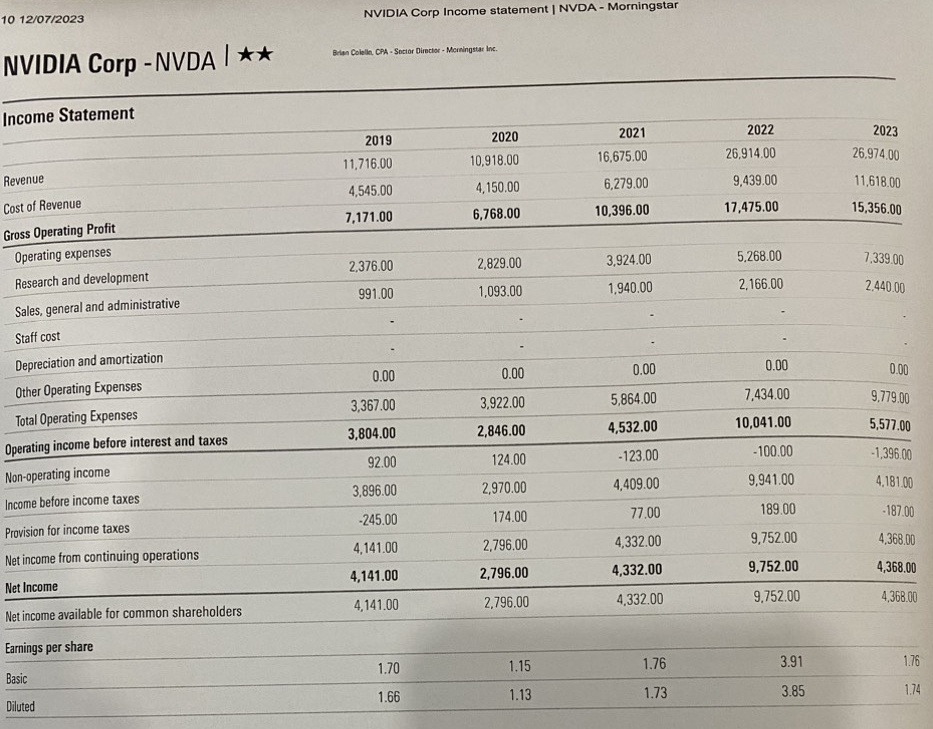 10 12/07/2023
NVIDIA Corp Income statement | NVDA - Morningstar
NVIDIA Corp - NVDA | ★★
Brian Colello, CPA - Sector Director - Morningstar Inc.
Income Statement
2019 2020 2021 2022 2023
Revenue 11,716.00 10,918.00 16,675.00 26,914.00 26,974.00
Cost of Revenue 4,545.00 4,150.00 6,279.00 9,439.00 11,618.00
Gross Operating Profit 7,171.00 6,768.00 10,396.00 17,475.00 15,356.00
Operating expenses
Research and development 2,376.00 2,829.00 3,924.00 5,268.00 7,339.00
Sales, general and administrative 991.00 1,093.00 1,940.00 2,166.00 2,440.00
Staff cost - - - - -
Depreciation and amortization - - - - -
Other Operating Expenses 0.00 0.00 0.00 0.00 0.00
Total Operating Expenses 3,367.00 3,922.00 5,864.00 7,434.00 9,779.00
Operating income before interest and taxes 3,804.00 2,846.00 4,532.00 10,041.00 5,577.00
Non-operating income 92.00 124.00 -123.00 -100.00 -1,396.00
Income before income taxes 3,896.00 2,970.00 4,409.00 9,941.00 4,181.00
Provision for income taxes -245.00 174.00 77.00 189.00 -187.00
Net income from continuing operations 4,141.00 2,796.00 4,332.00 9,752.00 4,368.00
Net Income 4,141.00 2,796.00 4,332.00 9,752.00 4,368.00
Net income available for common shareholders 4,141.00 2,796.00 4,332.00 9,752.00 4,368.00
Earnings per share
Basic 1.70 1.15 1.76 3.91 1.76
Diluted 1.66 1.13 1.73 3.85 1.74